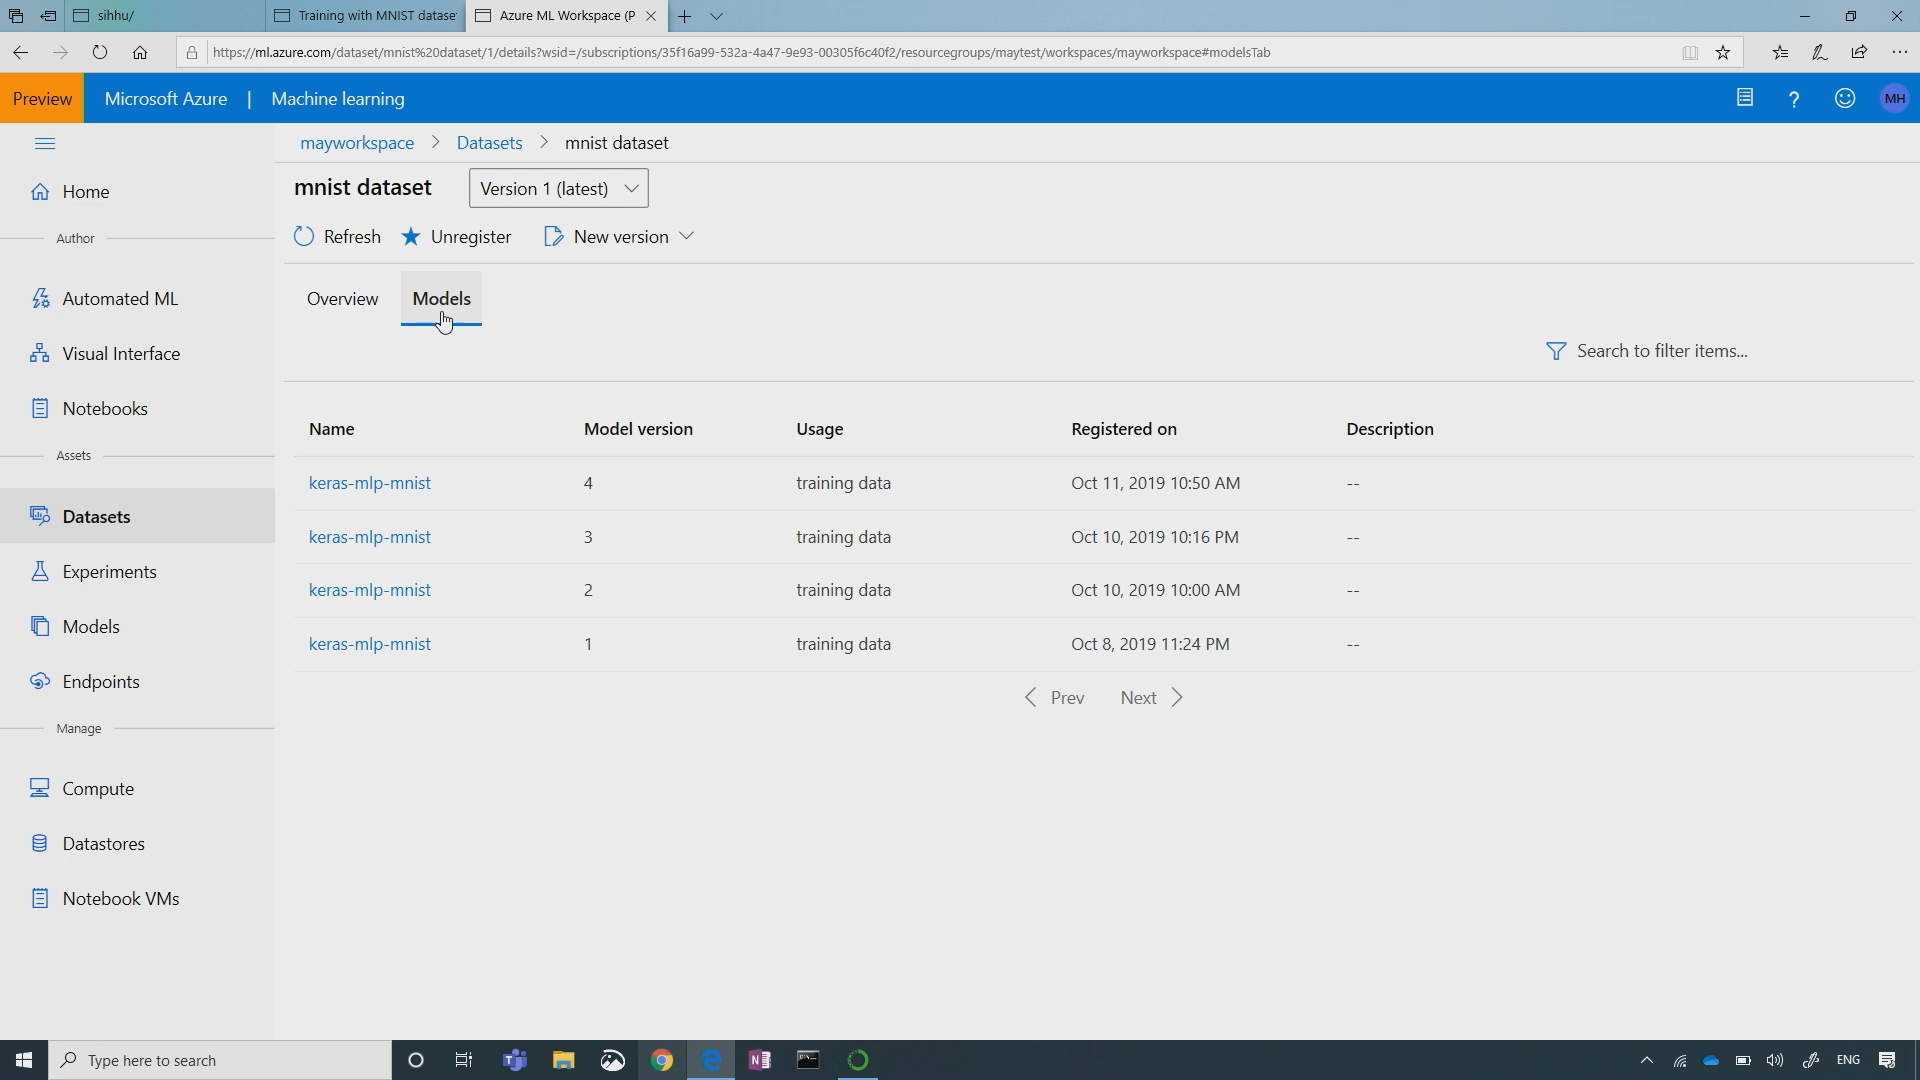 sihhu/
Training with MNIST datase
Azure ML Workspace (P
https://ml.azure.com/dataset/mnist%20dataset/1/details?wsid=/subscriptions/35f16a99-532a-4a47-9e93-00305f6c40f2/resourcegroups/maytest/workspaces/mayworkspace#modelsTab
Preview
Microsoft Azure | Machine learning
?
MH
mayworkspace > Datasets > mnist dataset
mnist dataset
Version 1 (latest)
Refresh
Unregister
New version
Home
Author
Automated ML
Visual Interface
Notebooks
Assets
Datasets
Experiments
Models
Endpoints
Manage
Compute
Datastores
Notebook VMs
Overview
Models
Search to filter items...
Name Model version Usage Registered on Description
keras-mlp-mnist 4 training data Oct 11, 2019 10:50 AM --
keras-mlp-mnist 3 training data Oct 10, 2019 10:16 PM --
keras-mlp-mnist 2 training data Oct 10, 2019 10:00 AM --
keras-mlp-mnist 1 training data Oct 8, 2019 11:24 PM --
Prev Next
Type here to search
ENG